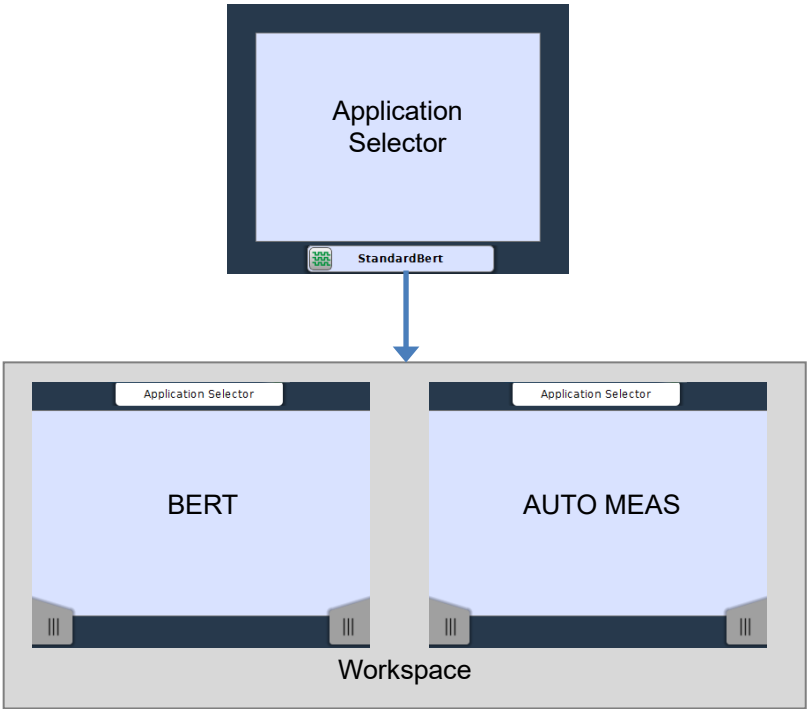 Application
Selector
StandardBert
Application Selector
Application Selector
BERT
AUTO MEAS
Workspace